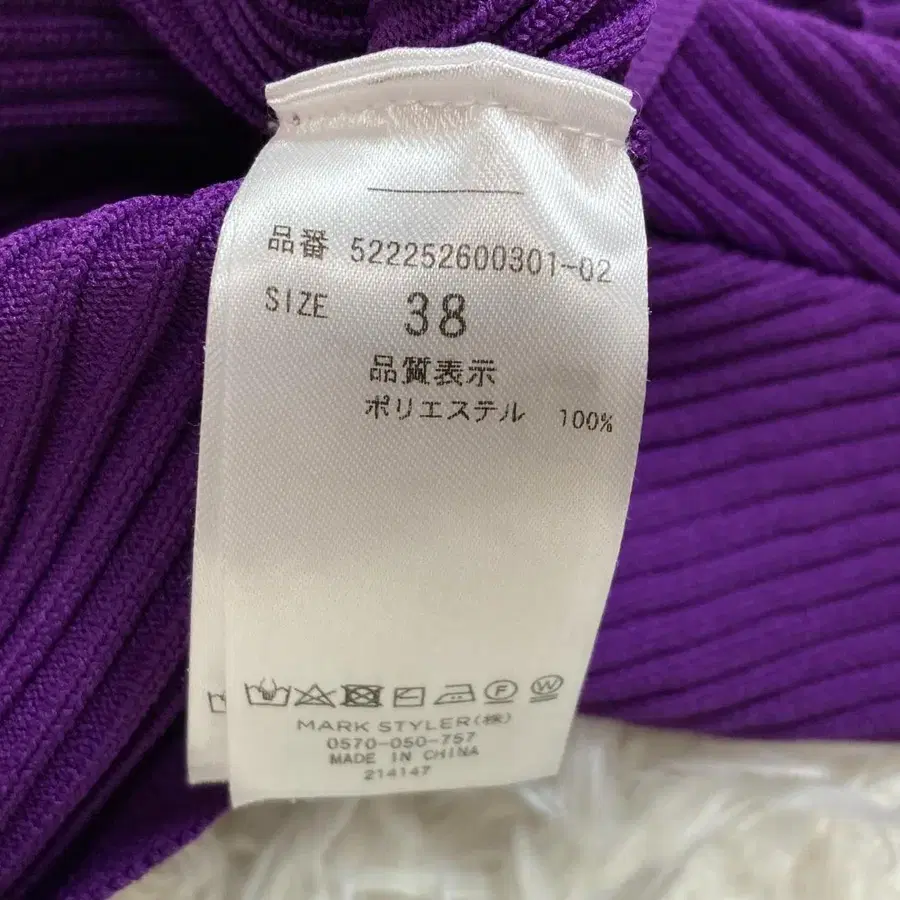 品番 522252600301-02
SIZE 38
品質表示
ポリエステル 100%
F W
MARK STYLER(株)
0570-050-757
MADE IN CHINA
214147